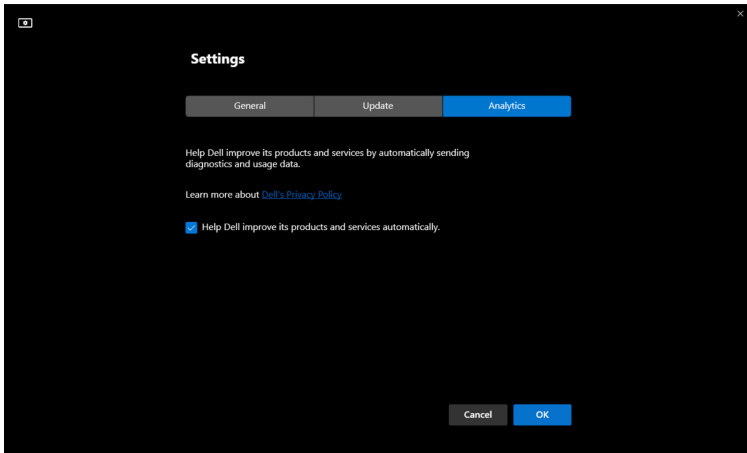 Settings
General Update Analytics
Help Dell improve its products and services by automatically sending
diagnostics and usage data.
Learn more about Dell's Privacy Policy
Help Dell improve its products and services automatically.
Cancel OK